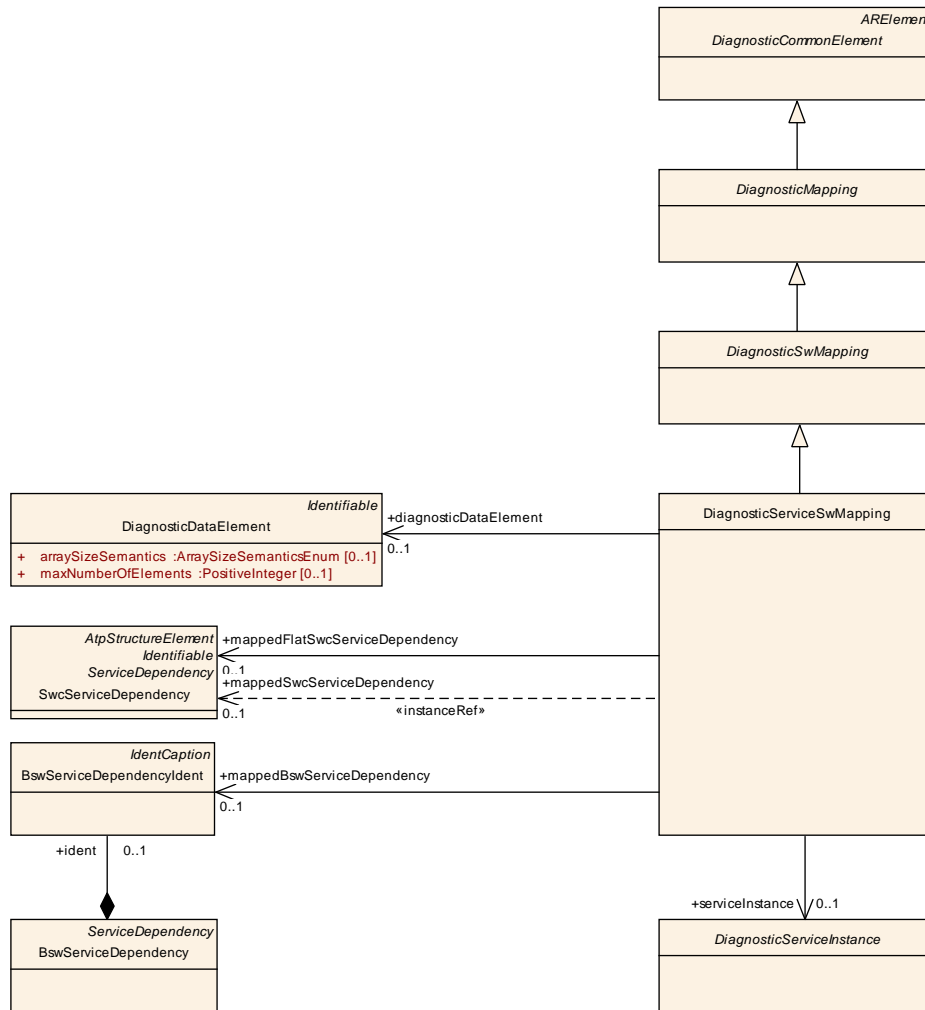 ARElemen
DiagnosticCommonElement
DiagnosticMapping
DiagnosticSwMapping
Identifiable
DiagnosticDataElement
+ arraySizeSemantics :ArraySizeSemanticsEnum [0..1]
+ maxNumberOfElements :PositiveInteger [0..1]
+diagnosticDataElement
0..1
DiagnosticServiceSwMapping
AtpStructureElement
Identifiable
ServiceDependency
SwcServiceDependency
+mappedFlatSwcServiceDependency
0..1
+mappedSwcServiceDependency
0..1
«instanceRef»
IdentCaption
BswServiceDependencyIdent
+mappedBswServiceDependency
0..1
+ident 0..1
+serviceInstance 0..1
ServiceDependency
BswServiceDependency
DiagnosticServiceInstance